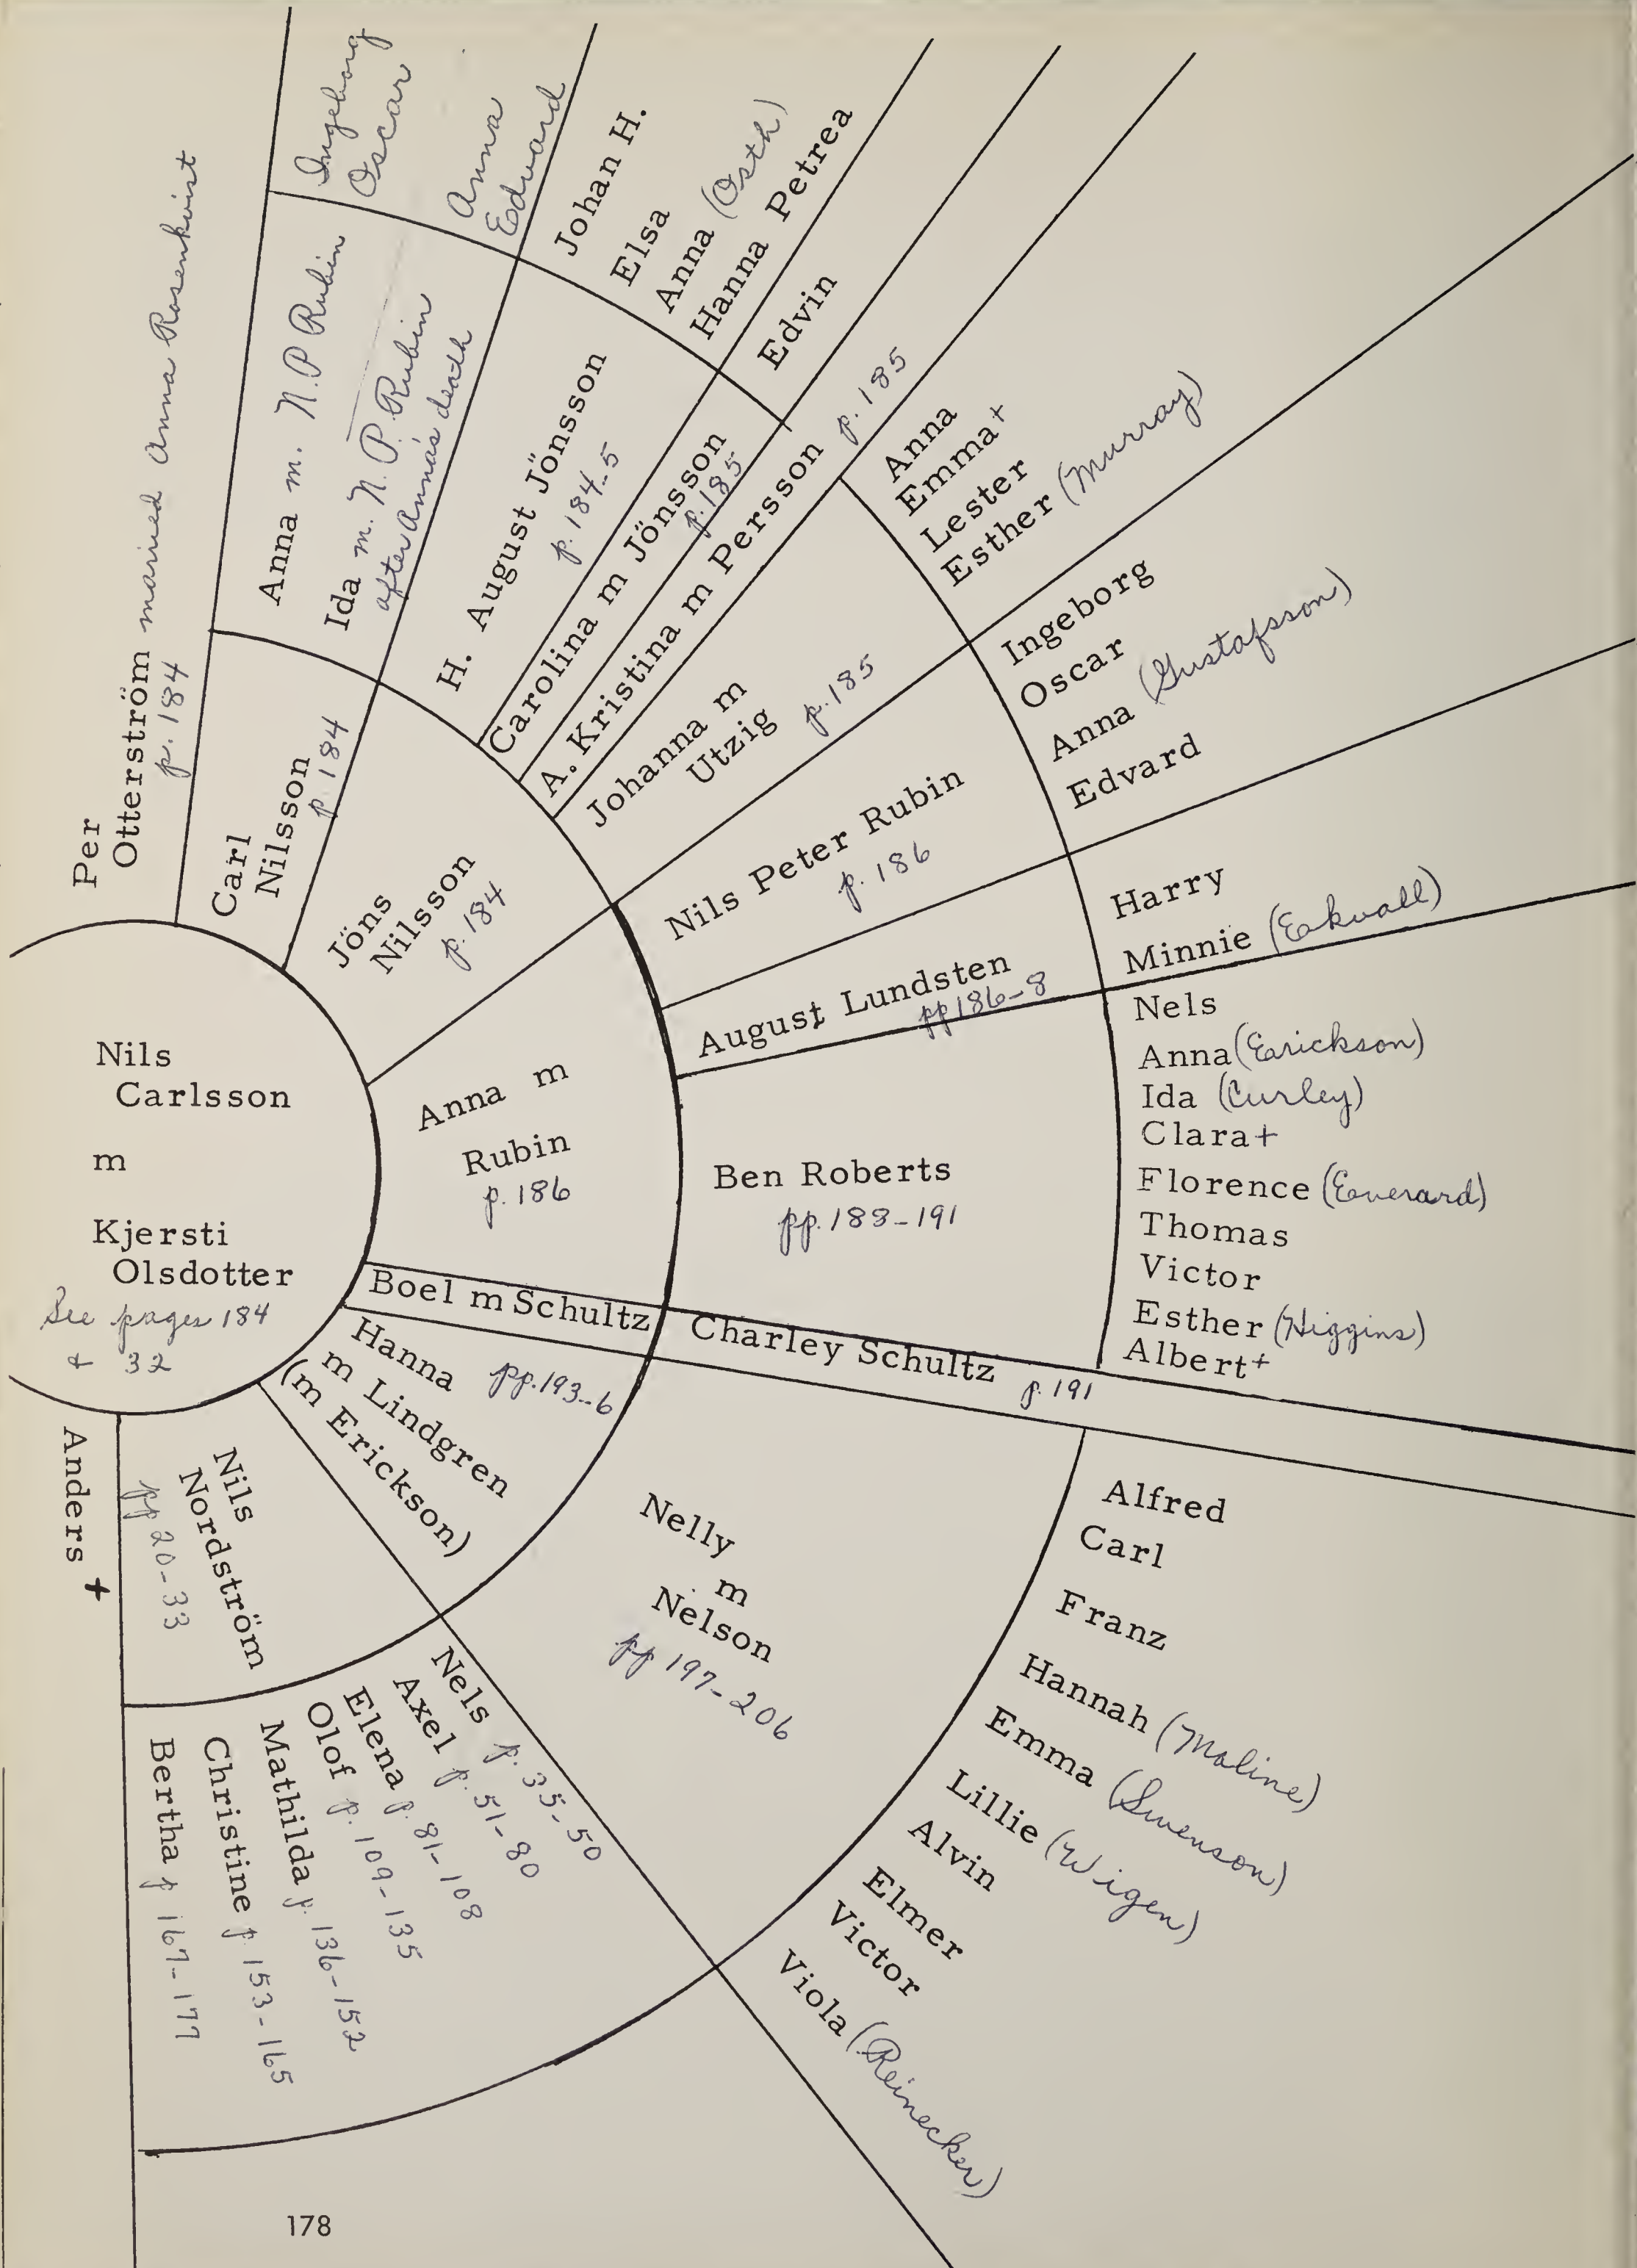 Nils
Carlsson
m
Kjersti
Olsdotter
See pages 184
+ 32
Per
Otterström married Anna Rosenkvist
p. 184
Carl
Nilsson
p. 184
Anna m. N.P Rubin
Ida m. N. P. Rubin
after Anna's death
Ingeborg
Oscar
Anna
Edward
Jöns
Nilsson
p. 184
H. August Jönsson
p. 184-5
Johan H.
Elsa
Anna (Osth)
Hanna Petrea
Carolina m Jönsson
p. 185
Edvin
A. Kristina m Persson p. 185
Johanna m
Utzig p. 185
Anna
Emma+
Lester
Esther (Murray)
Anna m
Rubin
p. 186
Nils Peter Rubin
p. 186
Ingeborg
Oscar
Anna (Gustafsson)
Edvard
August Lundsten
pp 186-8
Harry
Minnie (Eakvall)
Ben Roberts
pp. 188-191
Nels
Anna (Earickson)
Ida (Curley)
Clara+
Florence (Everard)
Thomas
Victor
Esther (Higgins)
Albert+
Boel m Schultz
Charley Schultz p. 191
Hanna pp. 193-6
m Lindgren
(m Erickson)
Nelly
m
Nelson
pp 197-206
Alfred
Carl
Franz
Hannah (Maline)
Emma (Swenson)
Lillie (Wigen)
Alvin
Elmer
Victor
Viola (Reinecker)
Nils
Nordström
pp 20-33
Nels p. 35-50
Axel p. 51-80
Elena p. 81-108
Olof p. 109-135
Mathilda p. 136-152
Christine p. 153-165
Bertha p 167-177
Anders +
178